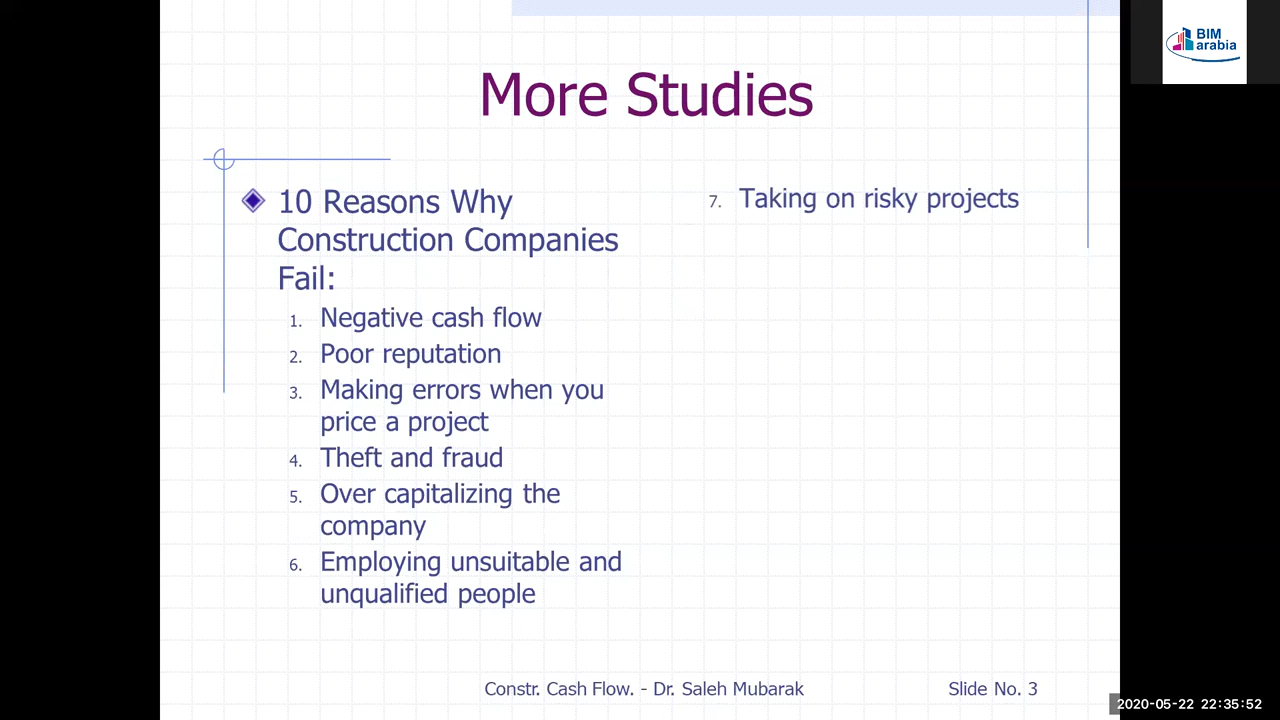 More Studies
10 Reasons Why
Construction Companies
Fail:
1. Negative cash flow
2. Poor reputation
3. Making errors when you
price a project
4. Theft and fraud
5. Over capitalizing the
company
6. Employing unsuitable and
unqualified people
7. Taking on risky projects
Constr. Cash Flow. - Dr. Saleh Mubarak
Slide No. 3
BIM
arabia
2020-05-22 22:35:52